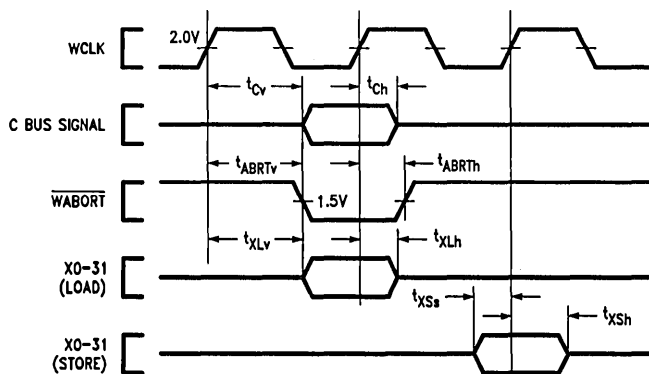 WCLK
2.0V
tCv
tCh
C BUS SIGNAL
tABRTv
tABRTh
WABORT
1.5V
tXLv
tXLh
X0-31
(LOAD)
tXSs
tXSh
X0-31
(STORE)